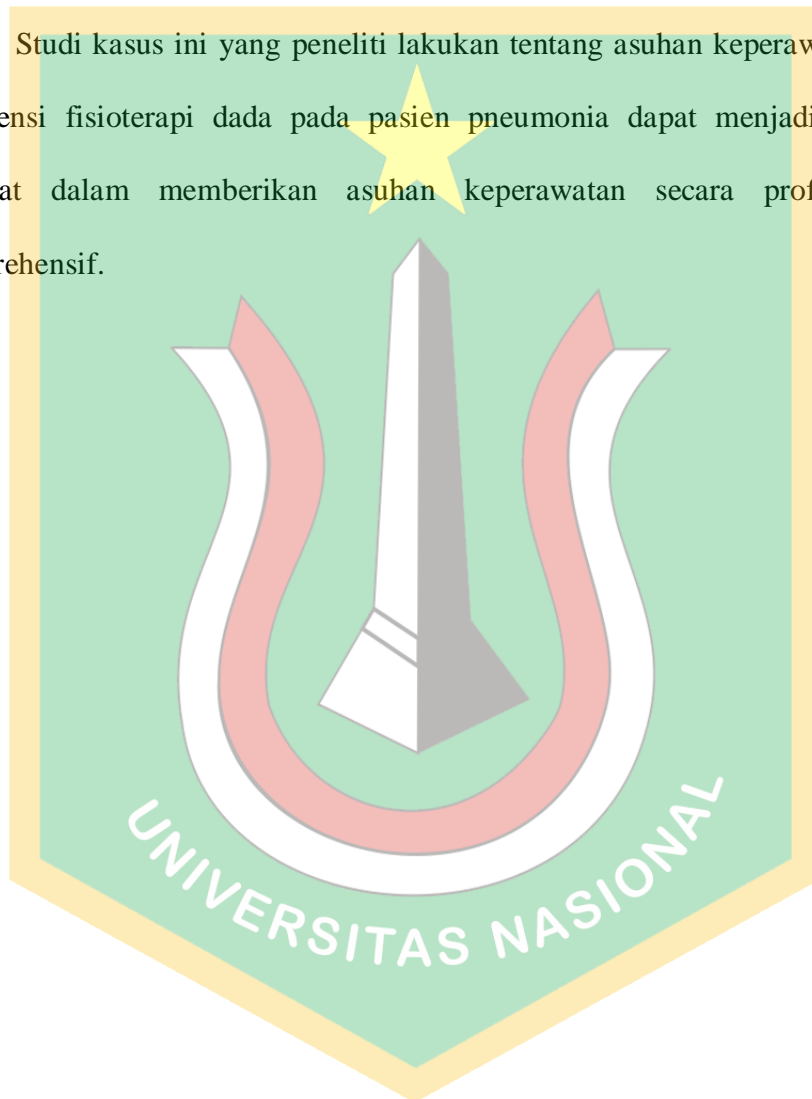 Studi kasus ini yang peneliti lakukan tentang asuhan keperaw
ensi fisioterapi dada pada pasien pneumonia dapat menjadi
at dalam memberikan asuhan keperawatan secara prof
rehensif.
UNIVERSITAS NASIONAL